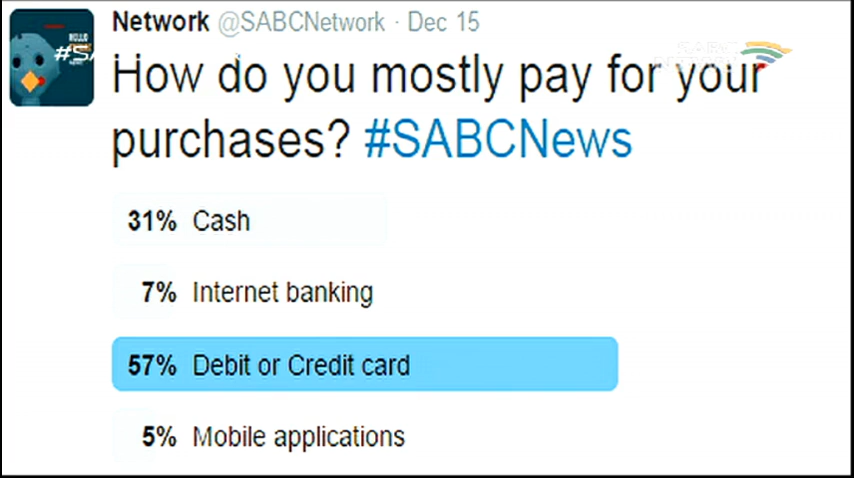 Network @SABCNetwork · Dec 15
How do you mostly pay for your
purchases? #SABCNews
31% Cash
7% Internet banking
57% Debit or Credit card
5% Mobile applications